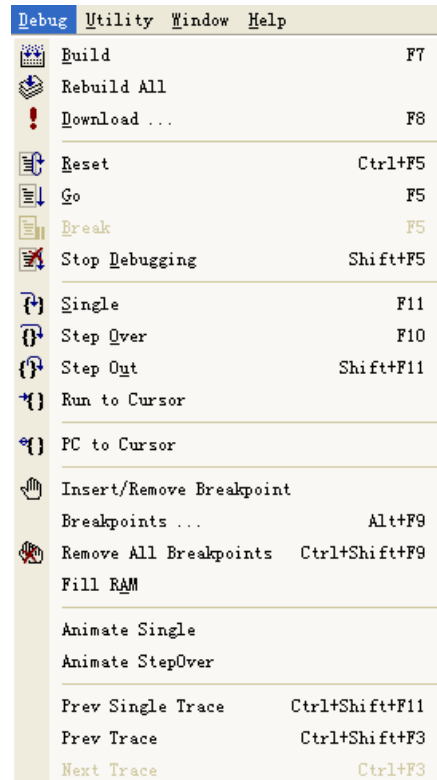 Debug Utility Window Help
Build F7
Rebuild All
Download ... F8
Reset Ctrl+F5
Go F5
Break F5
Stop Debugging Shift+F5
Single F11
Step Over F10
Step Out Shift+F11
Run to Cursor
PC to Cursor
Insert/Remove Breakpoint
Breakpoints ... Alt+F9
Remove All Breakpoints Ctrl+Shift+F9
Fill RAM
Animate Single
Animate StepOver
Prev Single Trace Ctrl+Shift+F11
Prev Trace Ctrl+Shift+F3
Next Trace Ctrl+F3